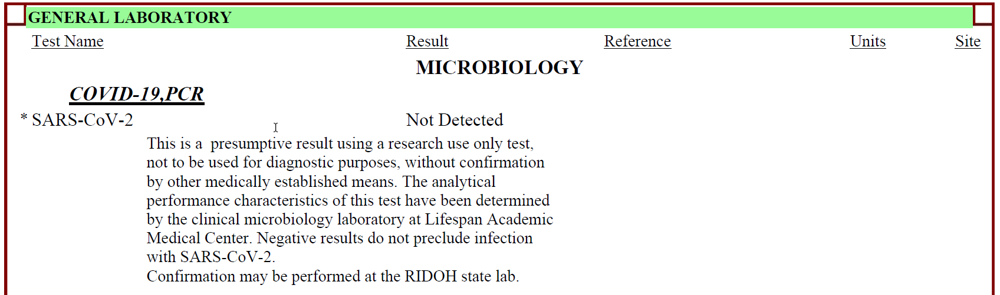 GENERAL LABORATORY
Test Name Result Reference Units Site
MICROBIOLOGY
COVID-19,PCR
* SARS-CoV-2 Not Detected
This is a  presumptive result using a research use only test,
not to be used for diagnostic purposes, without confirmation
by other medically established means. The analytical
performance characteristics of this test have been determined
by the clinical microbiology laboratory at Lifespan Academic
Medical Center. Negative results do not preclude infection
with SARS-CoV-2.
Confirmation may be performed at the RIDOH state lab.